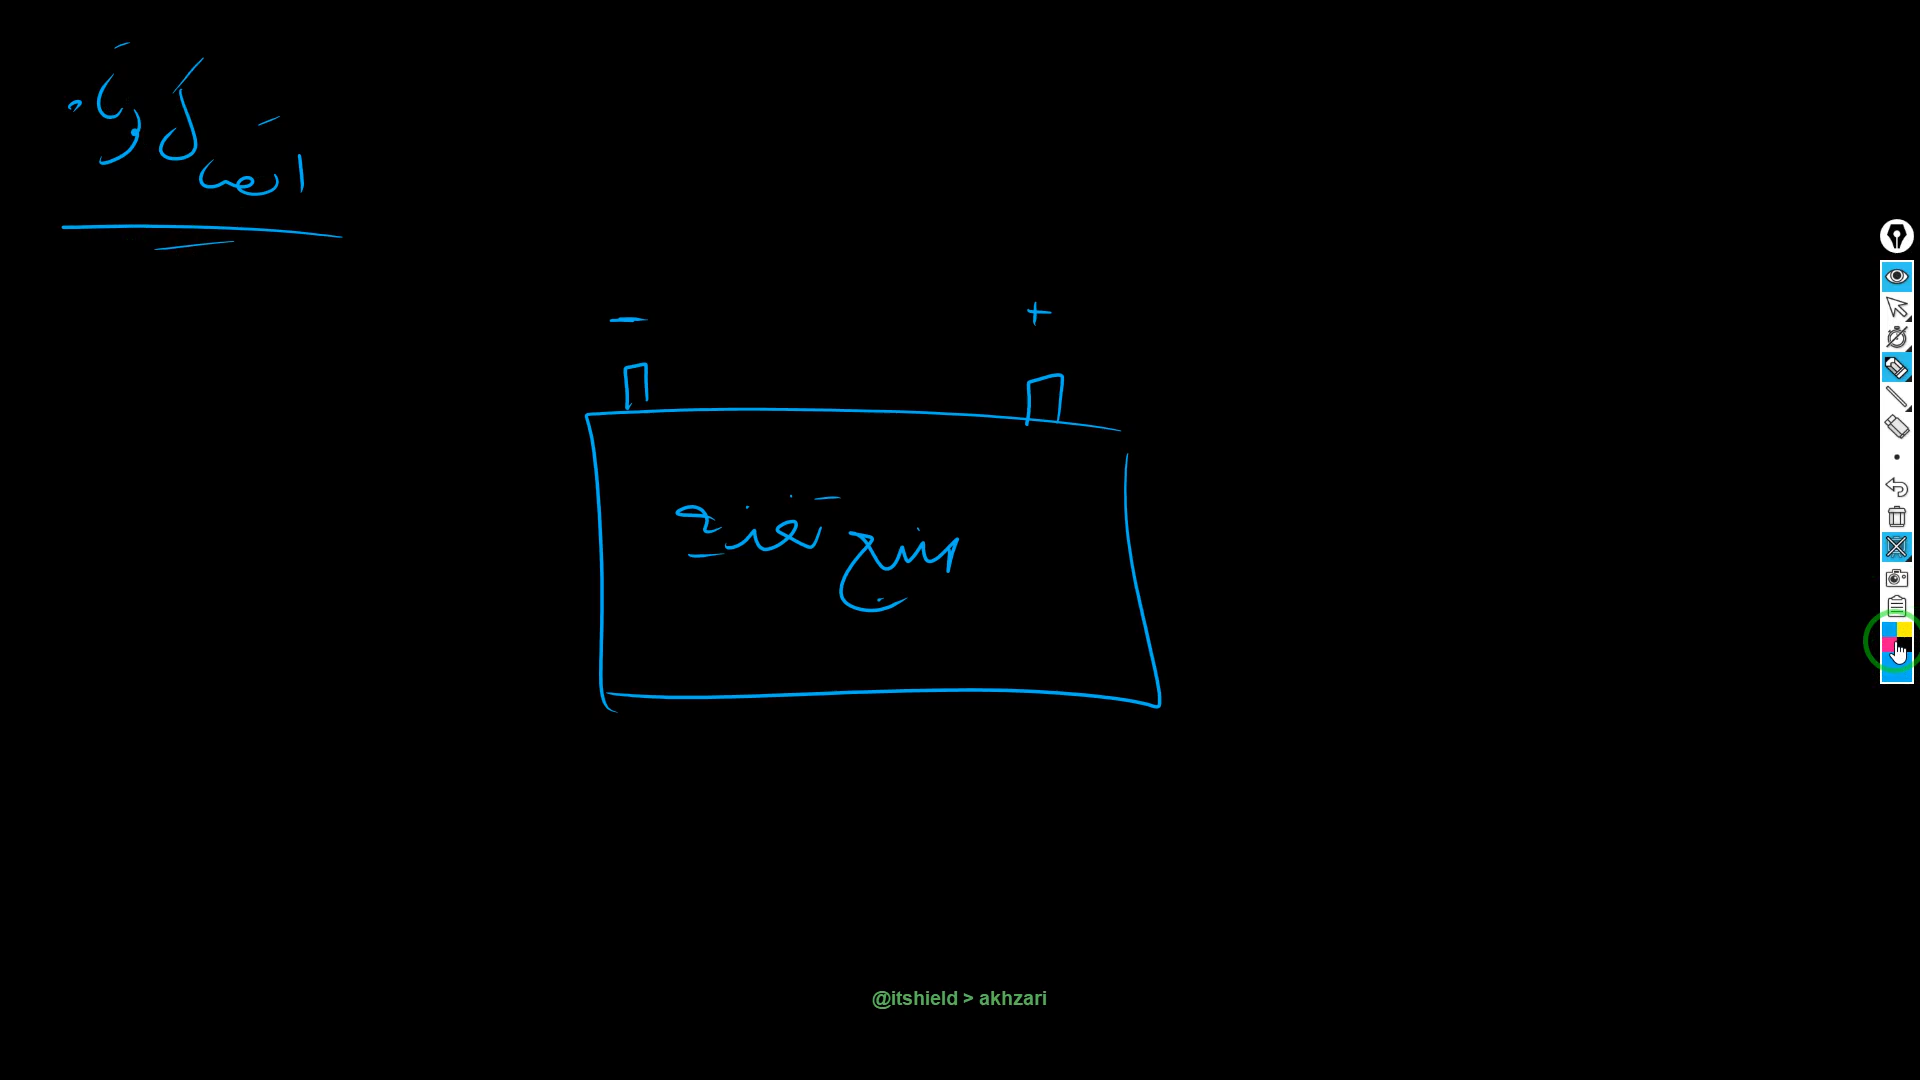 اتصال کوتاه
- +
منبع تغذیه
@itshield > akhzari